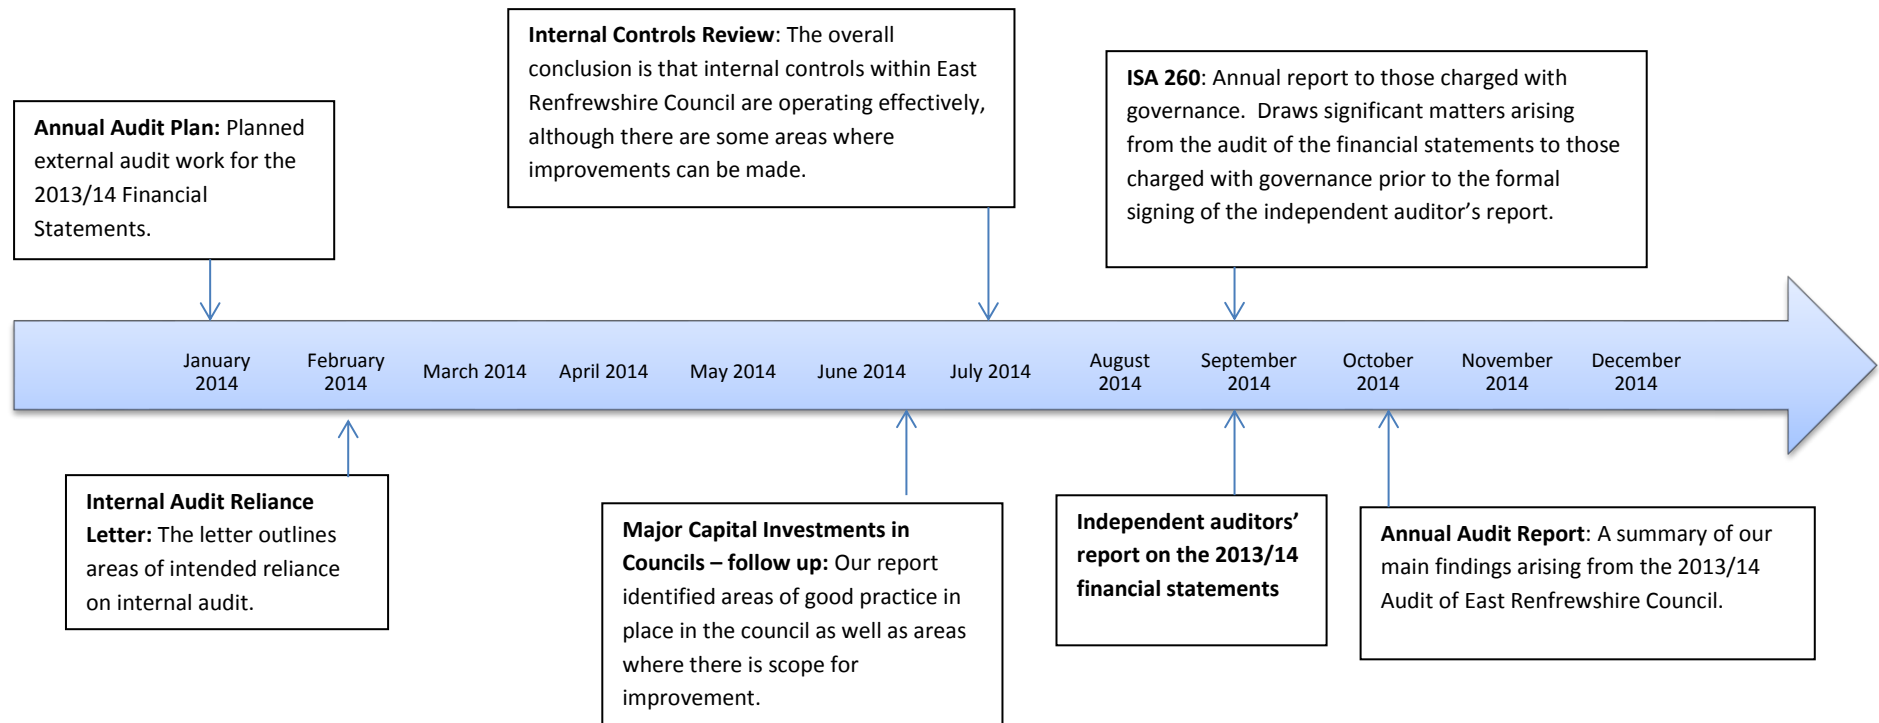 Annual Audit Plan: Planned
external audit work for the
2013/14 Financial
Statements.
Internal Controls Review: The overall
conclusion is that internal controls within East
Renfrewshire Council are operating effectively,
although there are some areas where
improvements can be made.
ISA 260: Annual report to those charged with
governance. Draws significant matters arising
from the audit of the financial statements to those
charged with governance prior to the formal
signing of the independent auditor’s report.
January
2014
February
2014
March 2014
April 2014
May 2014
June 2014
July 2014
August
2014
September
2014
October
2014
November
2014
December
2014
Internal Audit Reliance
Letter: The letter outlines
areas of intended reliance
on internal audit.
Major Capital Investments in
Councils – follow up: Our report
identified areas of good practice in
place in the council as well as areas
where there is scope for
improvement.
Independent auditors’
report on the 2013/14
financial statements
Annual Audit Report: A summary of our
main findings arising from the 2013/14
Audit of East Renfrewshire Council.